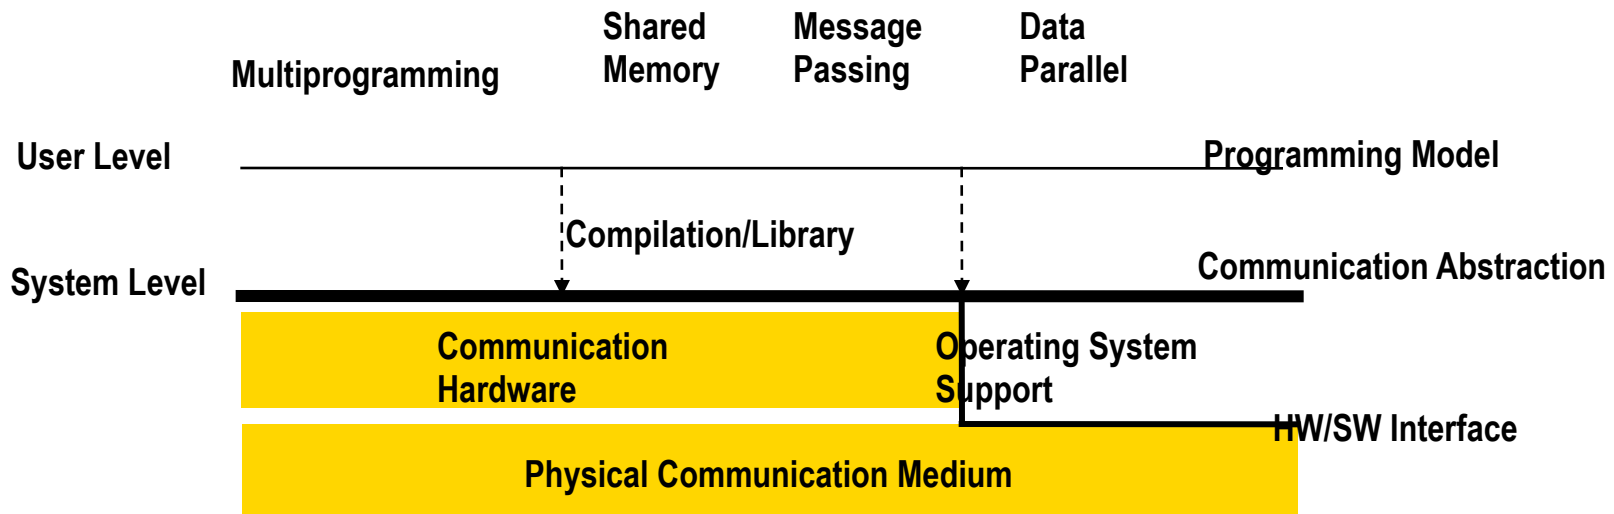 Shared
Memory
Message
Passing
Data
Parallel
Multiprogramming
User Level
Programming Model
Compilation/Library
Communication Abstraction
System Level
Communication
Hardware
Operating System
Support
HW/SW Interface
Physical Communication Medium